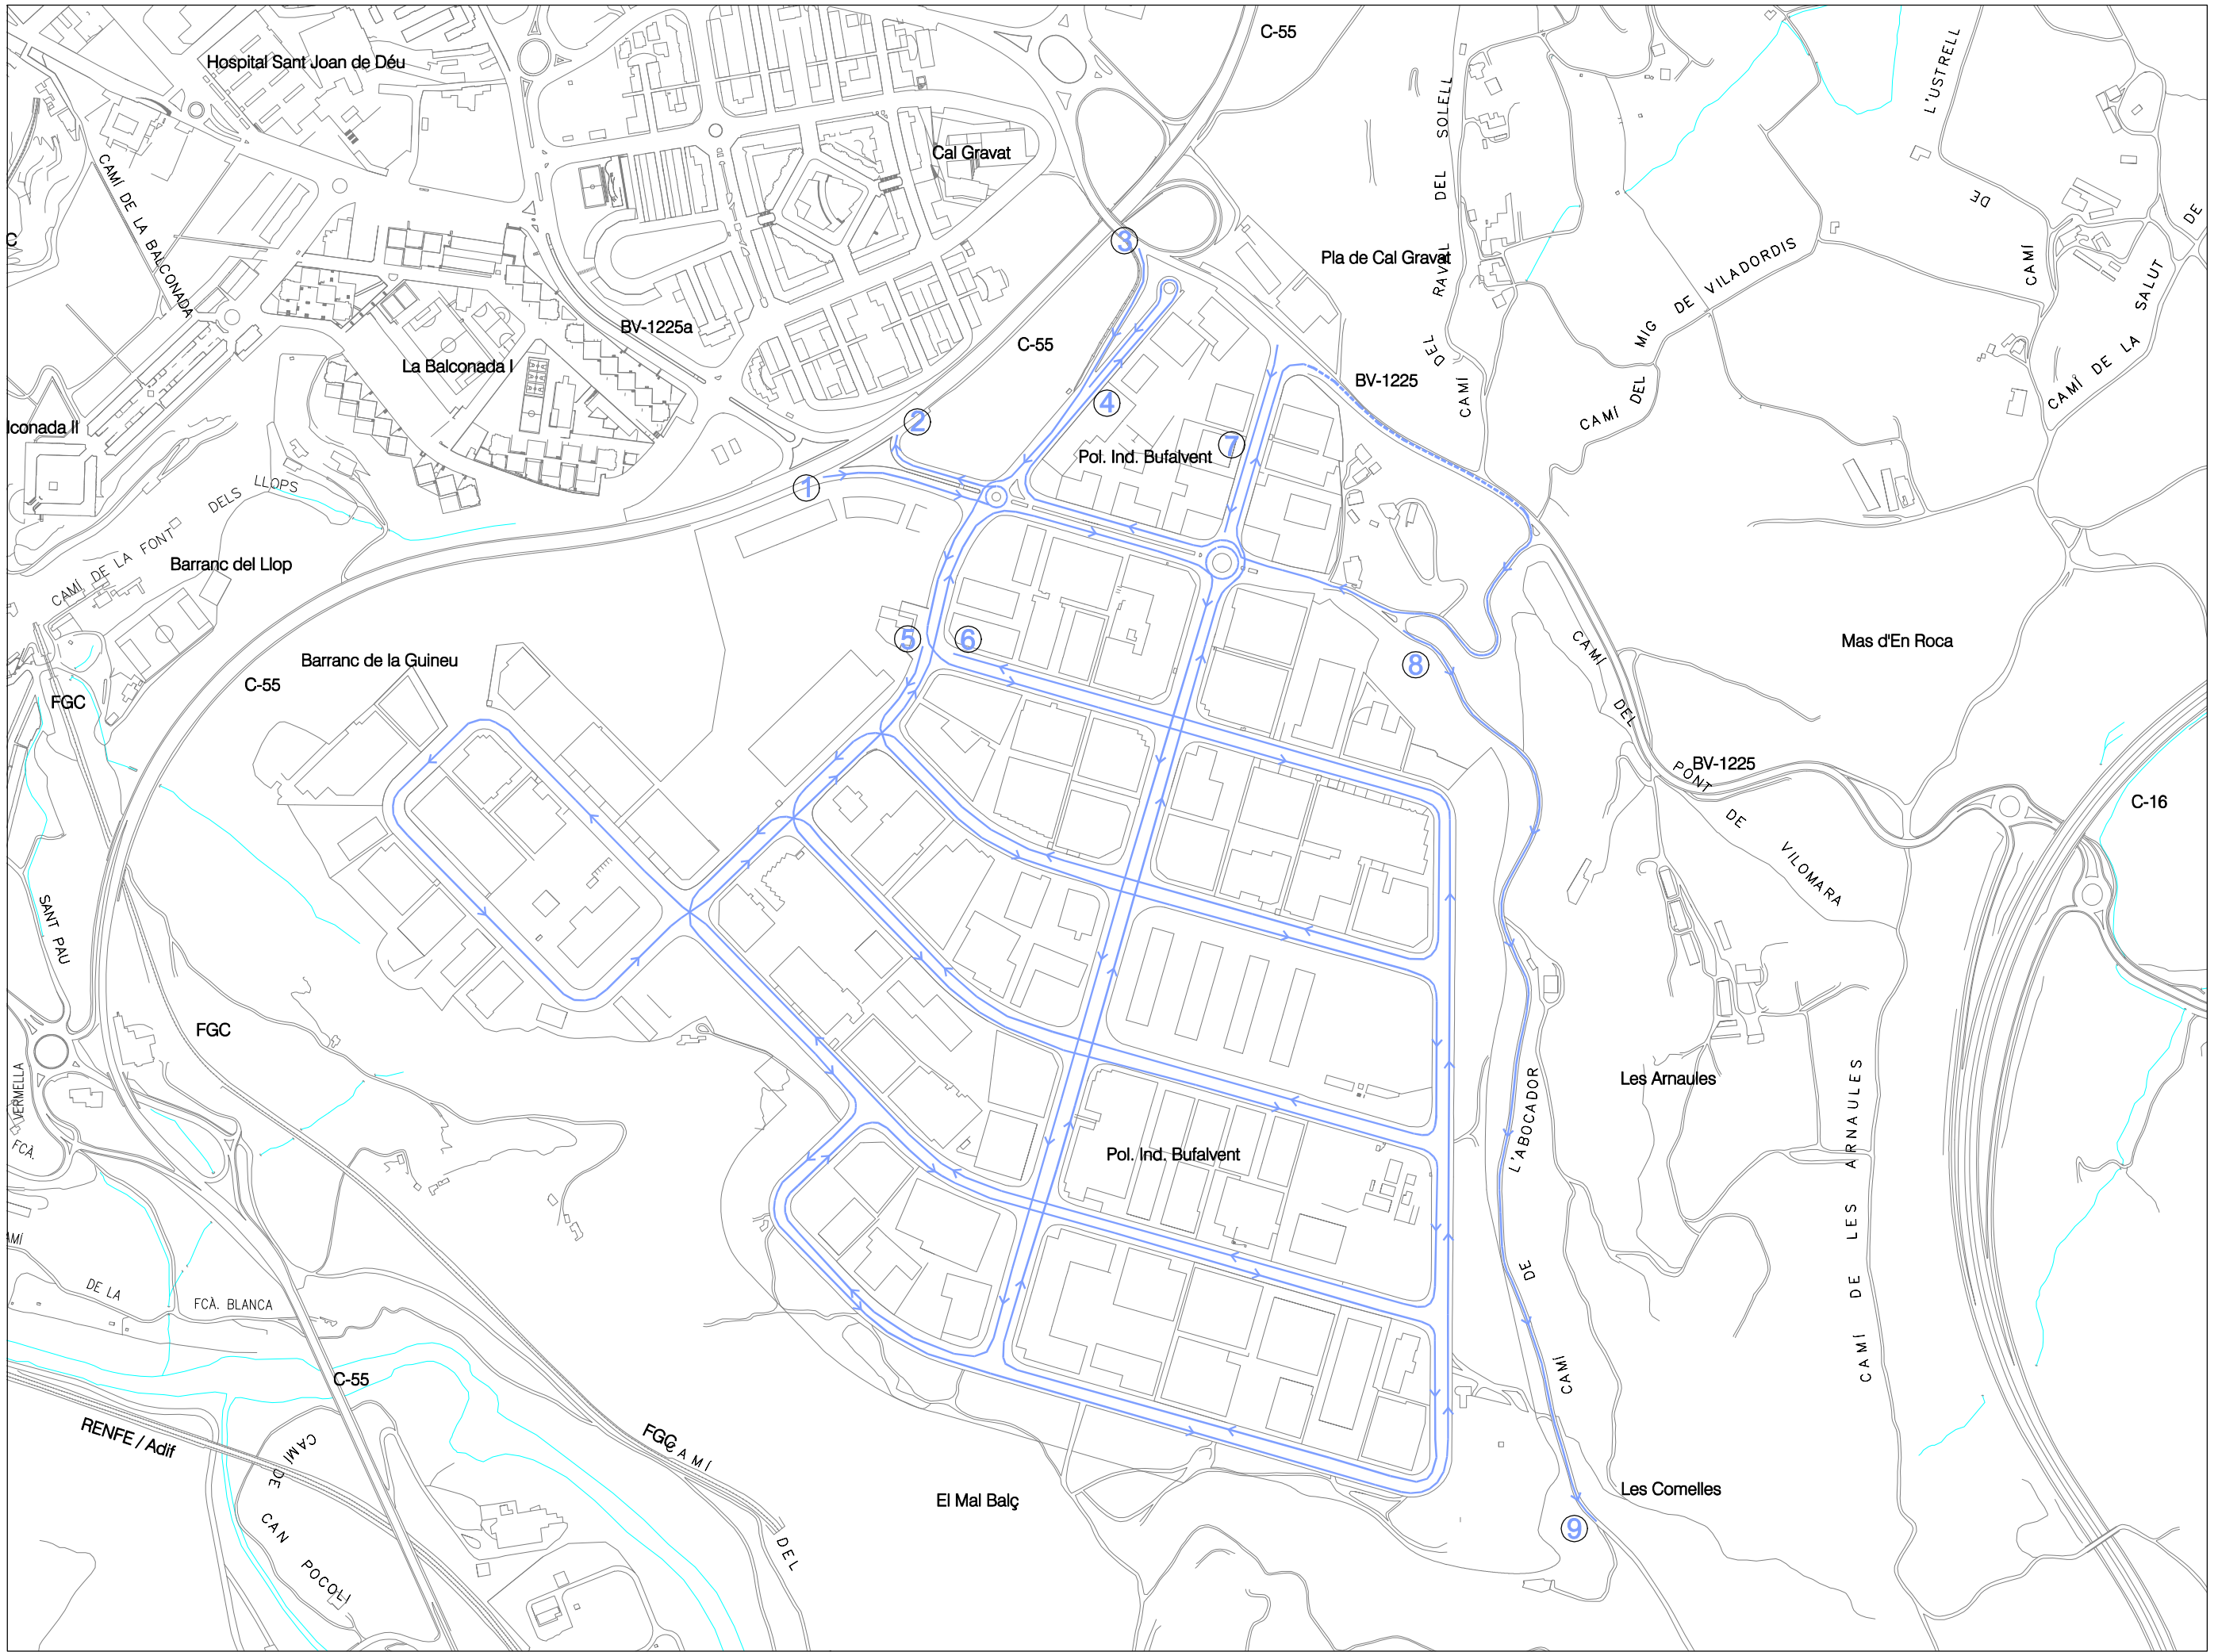 C-55
Hospital Sant Joan de Déu
L'USTRELL
CAMÍ DEL RAVAL DEL SOLELL
Cal Gravat
CAMÍ DE LA BALCONADA
DE
CAMÍ
DE
C
3
Pla de Cal Gravat
CAMÍ DEL MIG DE VILADORDIS
CAMÍ DE LA SALUT
BV-1225a
C-55
La Balconada I
BV-1225
4
lconada II
2
7
Pol. Ind. Bufalvent
1
CAMÍ DE LA FONT DELS LLOPS
Barranc del Llop
5
6
8
Mas d'En Roca
Barranc de la Guineu
C-55
FGC
CAMÍ DEL PONT DE VILOMARA
BV-1225
C-16
SANT PAU
FGC
Les Arnaules
VERMELLA
FCÀ.
Pol. Ind. Bufalvent
CAMÍ DE L'ABOCADOR
CAMÍ DE LES ARNAULES
AMÍ
DE LA
FCÀ. BLANCA
C-55
RENFE / Adif
FGC
CAMÍ DEL
CAMÍ DE CAN POCOLI
El Mal Balç
Les Comelles
9